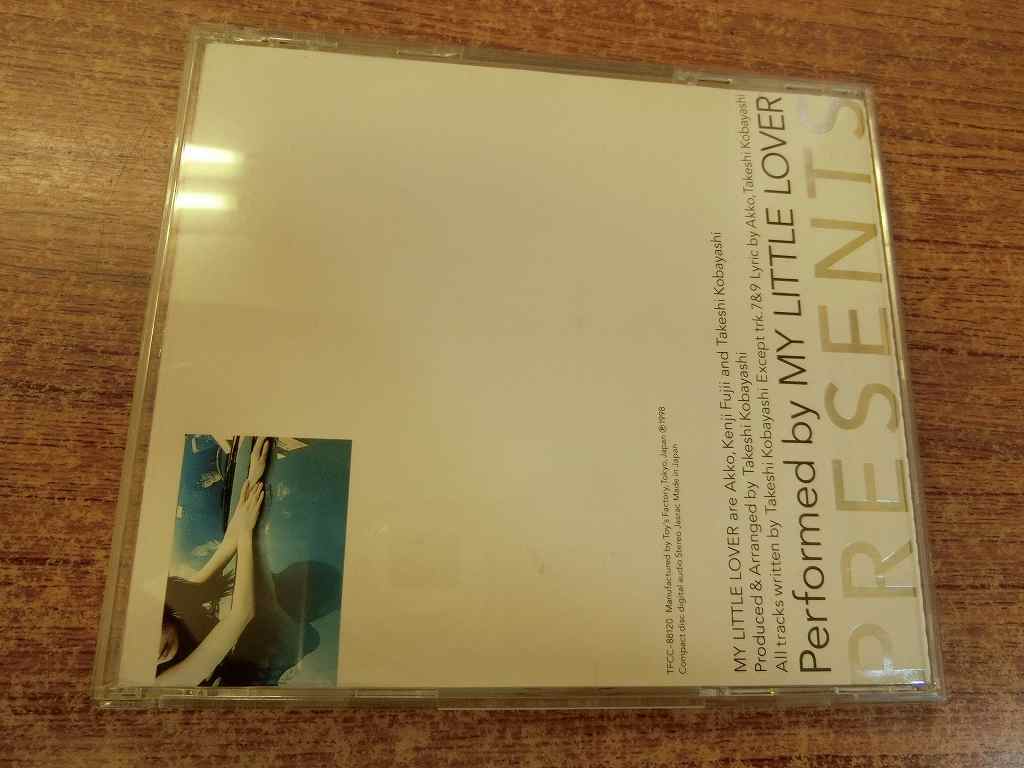 TFCC-88120 Manufactured by Toy's Factory, Tokyo, Japan ℗1998
Compact disc digital audio Stereo Jasrac Made in Japan
MY LITTLE LOVER are Akko, Kenji Fujii and Takeshi Kobayashi
Produced & Arranged by Takeshi Kobayashi
All tracks written by Takeshi Kobayashi Except trk.7&9 Lyric by Akko,Takeshi Kobayashi
Performed by MY LITTLE LOVER
PRESENTS